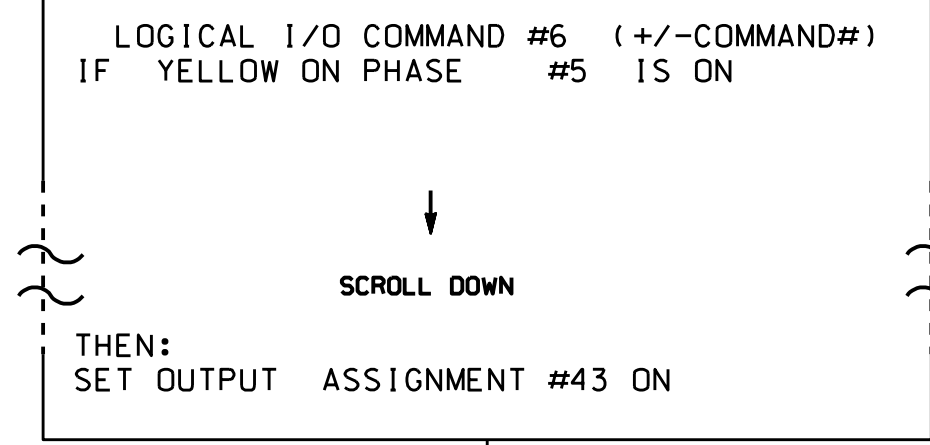 LOGICAL I/O COMMAND #6 (+/-COMMAND#)
IF YELLOW ON PHASE #5 IS ON
SCROLL DOWN
THEN:
SET OUTPUT ASSIGNMENT #43 ON